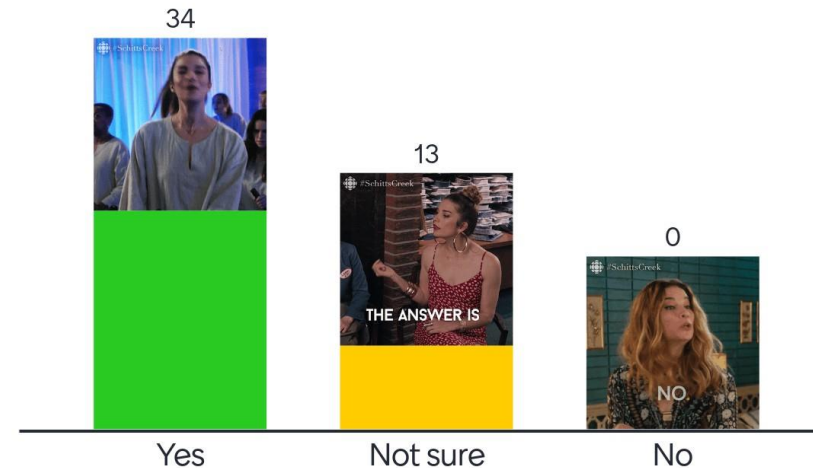 34
#SchittsCreek
13
#SchittsCreek
THE ANSWER IS
0
#SchittsCreek
NO.
Yes
Not sure
No